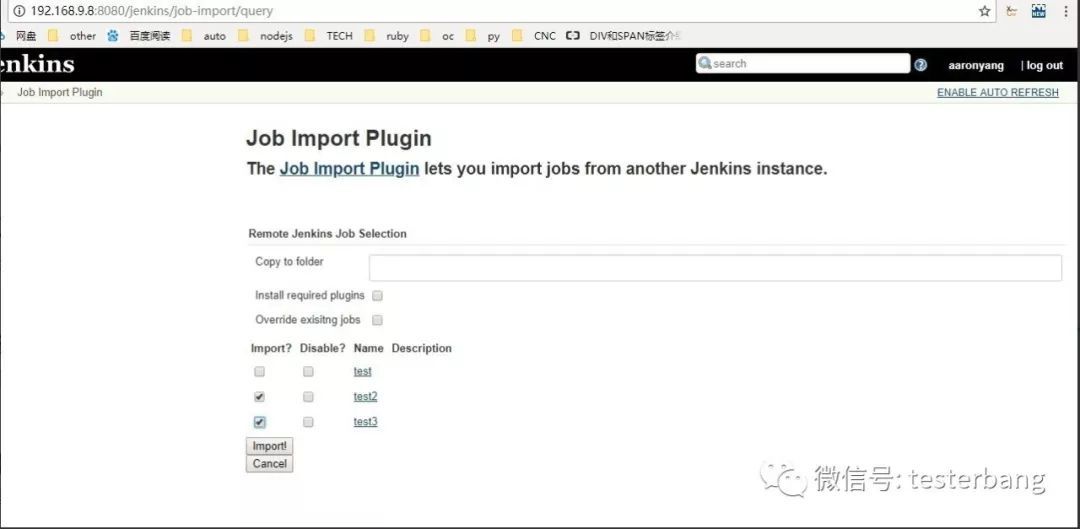 192.168.9.8:8080/jenkins/job-import/query
网盘 other 百度阅读 auto nodejs TECH ruby oc py CNC DIV和SPAN标签介绍
enkins search aaronyang | log out
Job Import Plugin ENABLE AUTO REFRESH
Job Import Plugin
The Job Import Plugin lets you import jobs from another Jenkins instance.
Remote Jenkins Job Selection
Copy to folder
Install required plugins
Override exisitng jobs
Import? Disable? Name Description
test
test2
test3
Import!
Cancel
微信号: testerbang